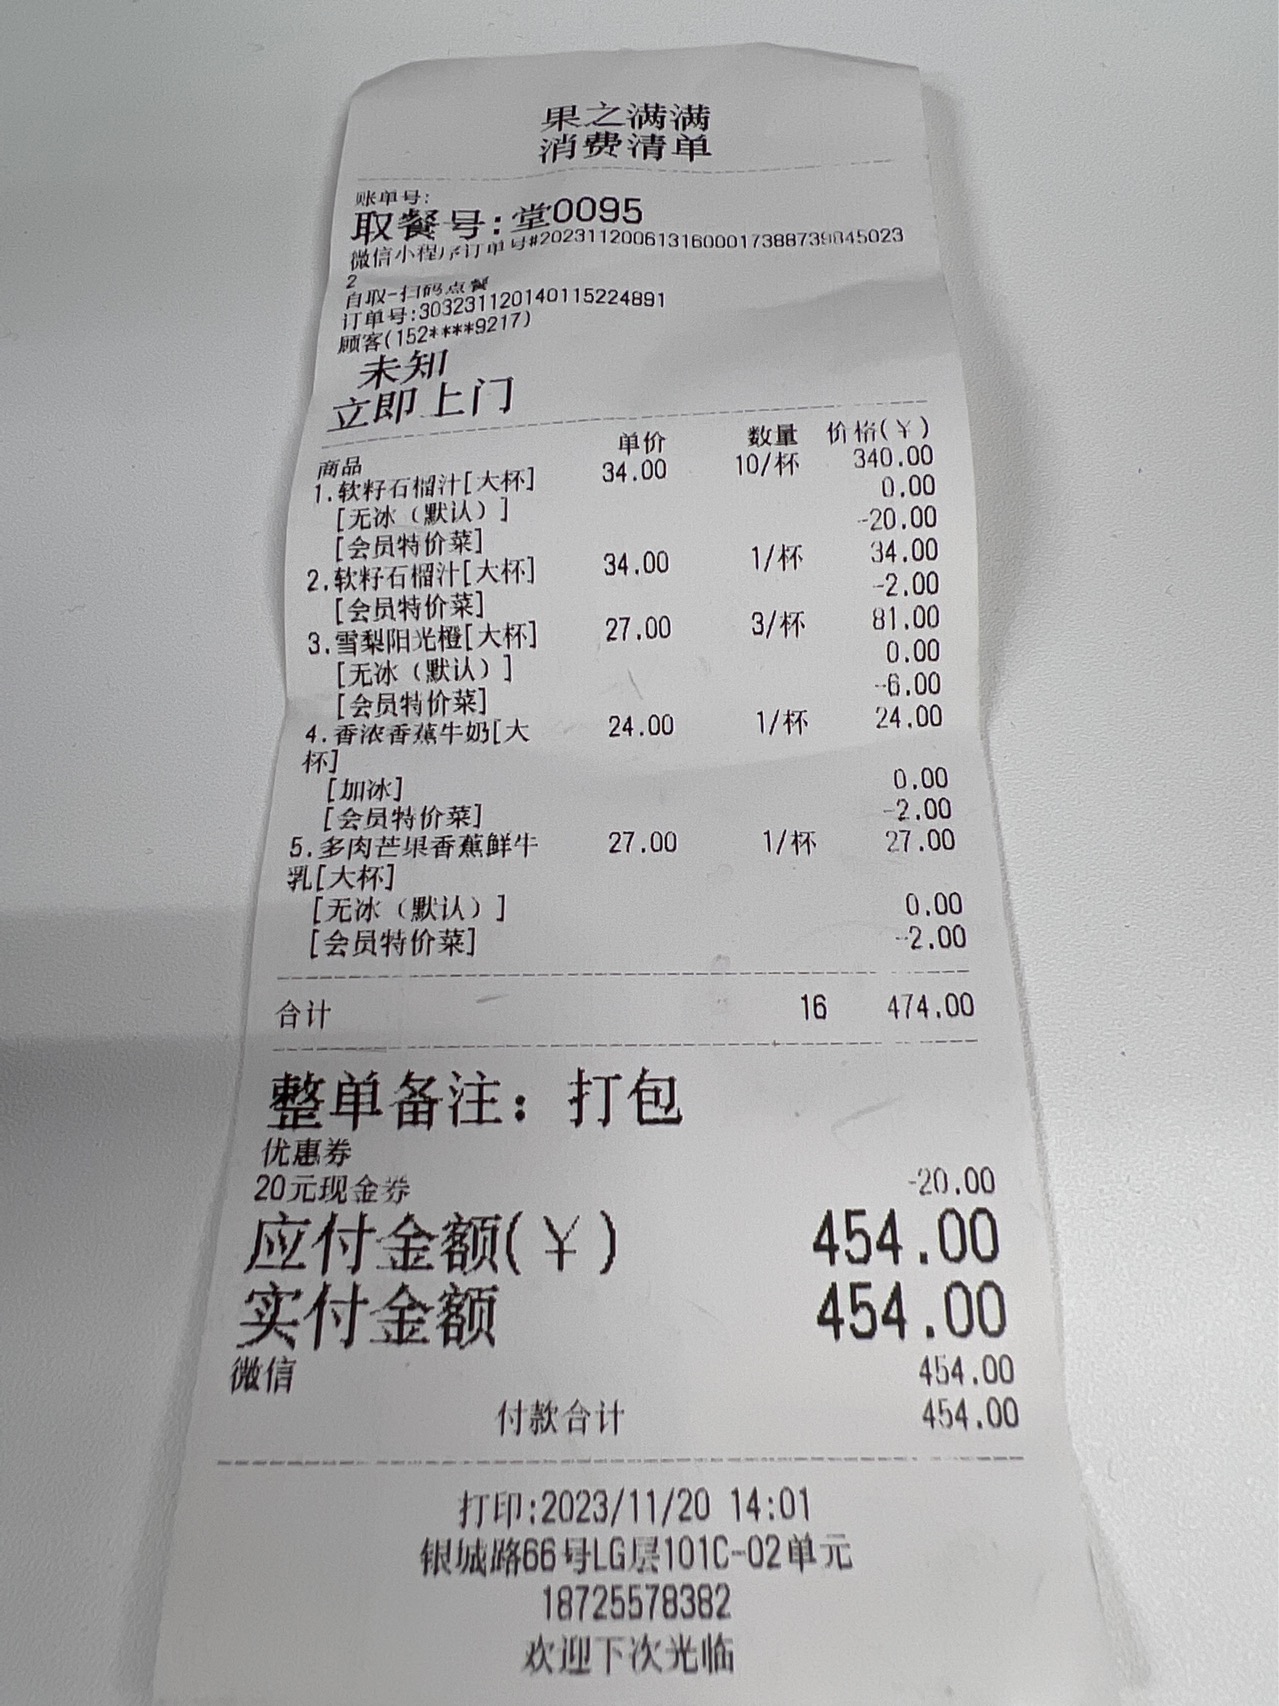 果之满满
消费清单
账单号:
取餐号:堂0095
微信小程序订单号#2023112006131600017388739845023
2
自取-扫码点餐
订单号:303231120140115224891
顾客(152****9217)
未知
立即上门
商品 单价 数量 价格(￥)
1.软籽石榴汁[大杯] 34.00 10/杯 340.00
[无冰（默认）] 0.00
[会员特价菜] -20.00
2.软籽石榴汁[大杯] 34.00 1/杯 34.00
[会员特价菜] -2.00
3.雪梨阳光橙[大杯] 27.00 3/杯 81.00
[无冰（默认）] 0.00
[会员特价菜] -6.00
4.香浓香蕉牛奶[大 24.00 1/杯 24.00
杯]
[加冰] 0.00
[会员特价菜] -2.00
5.多肉芒果香蕉鲜牛 27.00 1/杯 27.00
乳[大杯]
[无冰（默认）] 0.00
[会员特价菜] -2.00
合计 16 474.00
整单备注：打包
优惠券
20元现金券 -20.00
应付金额(￥) 454.00
实付金额 454.00
微信 454.00
付款合计 454.00
打印:2023/11/20 14:01
银城路66号LG层101C-02单元
18725578382
欢迎下次光临